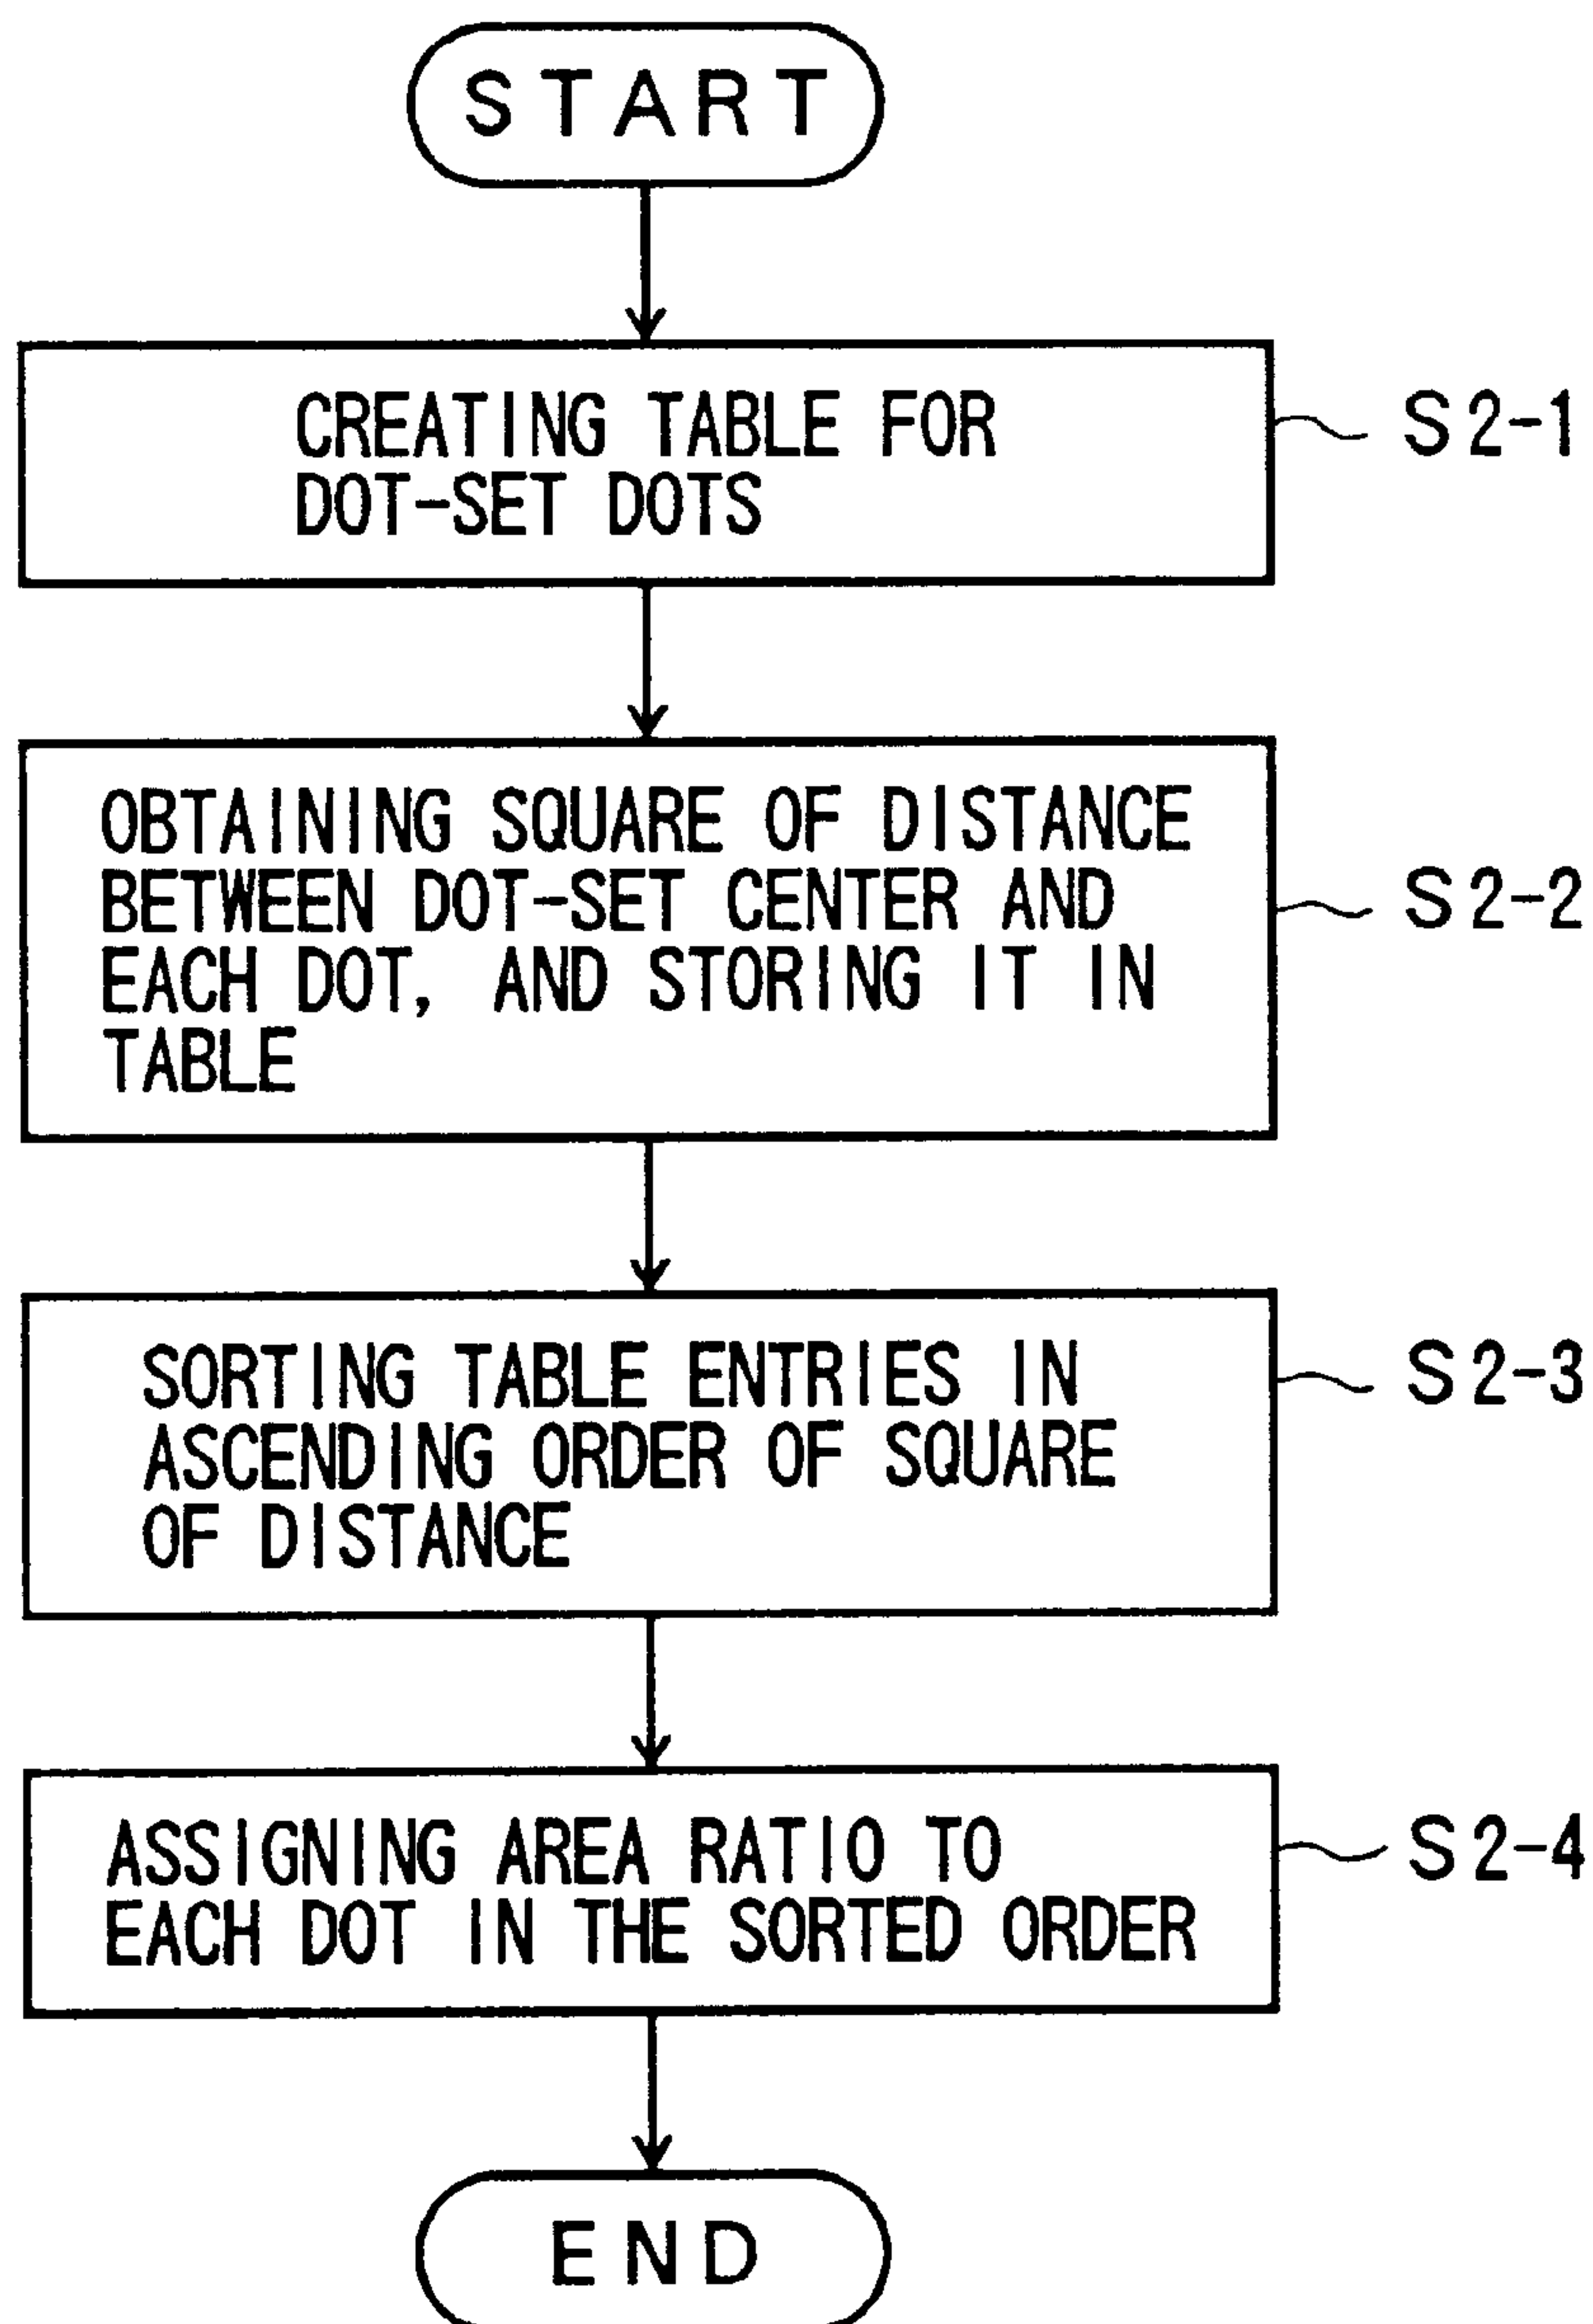 START
CREATING TABLE FOR
DOT-SET DOTS
S2-1
OBTAINING SQUARE OF DISTANCE
BETWEEN DOT-SET CENTER AND
EACH DOT, AND STORING IT IN
TABLE
S2-2
SORTING TABLE ENTRIES IN
ASCENDING ORDER OF SQUARE
OF DISTANCE
S2-3
ASSIGNING AREA RATIO TO
EACH DOT IN THE SORTED ORDER
S2-4
END